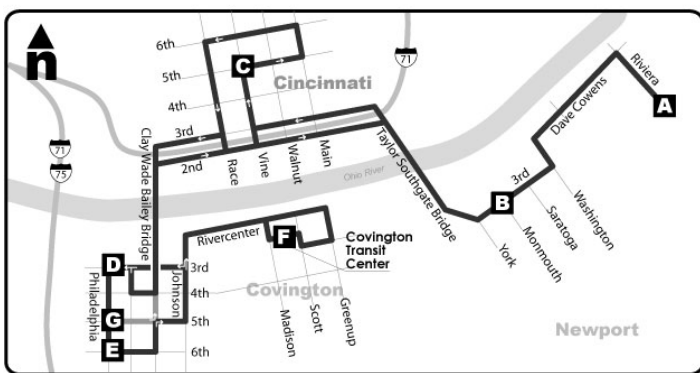 n
6th
5th
4th
3rd
2nd
C
Cincinnati
71
Race
Vine
Walnut
Main
71
75
Clay Wade Bailey Bridge
Ohio River
Taylor Southgate Bridge
Dave Cowens
Riviera
A
B
3rd
Washington
Saratoga
Monmouth
York
Rivercenter
F
Covington
Transit
Center
D
G
E
Philadelphia
Johnson
3rd
4th
5th
6th
Covington
Madison
Scott
Greenup
Newport